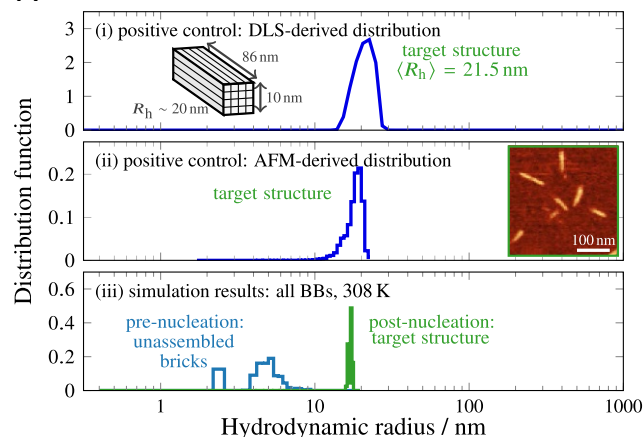 (i) positive control: DLS-derived distribution
target structure
⟨Rh⟩ = 21.5 nm
86 nm
10 nm
Rh ∼ 20 nm
3
2
1
0
(ii) positive control: AFM-derived distribution
target structure
100 nm
0.2
0.1
0
(iii) simulation results: all BBs, 308 K
pre-nucleation:
unassembled
bricks
post-nucleation:
target structure
0.6
0.4
0.2
0
1
10
100
1000
Distribution function
Hydrodynamic radius / nm